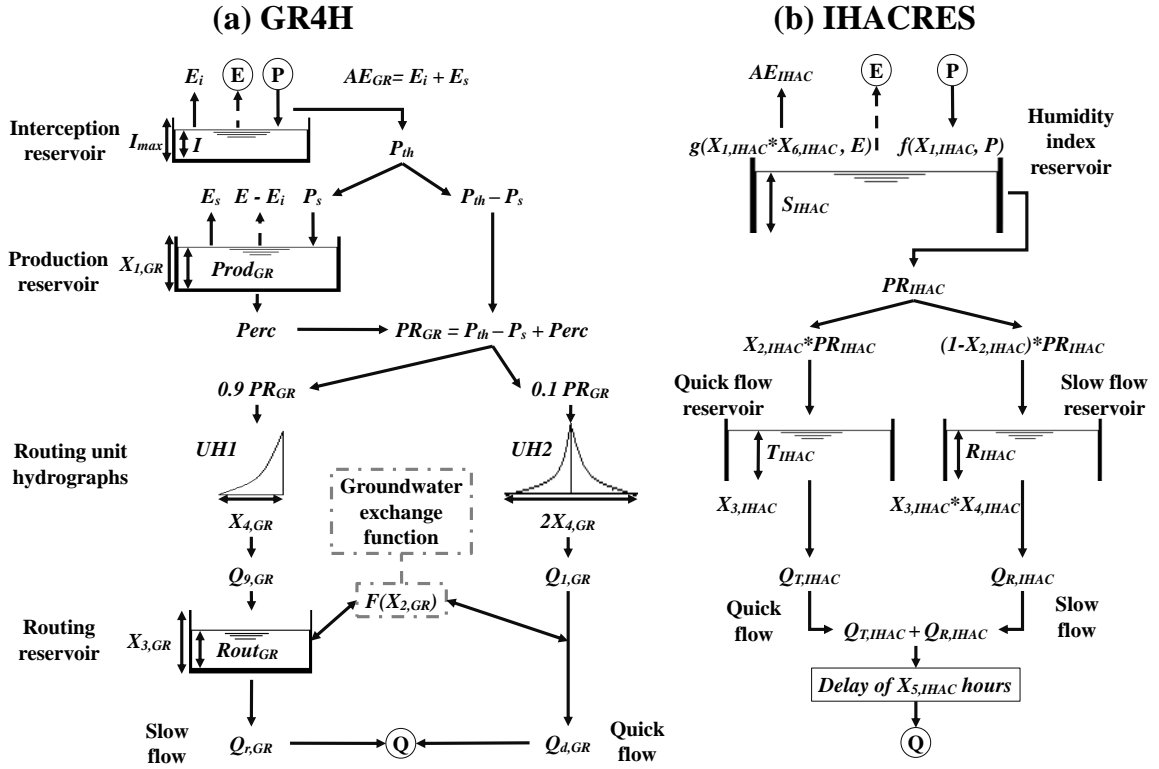 (a) GR4H
E_i
E
P
AE_GR = E_i + E_s
Interception
reservoir
I_max
I
P_th
E_s
E - E_i
P_s
P_th – P_s
Production
reservoir
X_1,GR
Prod_GR
Perc
PR_GR = P_th – P_s + Perc
0.9 PR_GR
0.1 PR_GR
Routing unit
hydrographs
UH1
UH2
Groundwater
exchange
function
X_4,GR
2X_4,GR
Q_9,GR
Q_1,GR
F(X_2,GR)
Routing
reservoir
X_3,GR
Rout_GR
Slow
flow
Q_r,GR
Q
Q_d,GR
Quick
flow
(b) IHACRES
AE_IHAC
E
P
Humidity
index
reservoir
g(X_1,IHAC*X_6,IHAC , E)
f(X_1,IHAC, P)
S_IHAC
PR_IHAC
X_2,IHAC*PR_IHAC
(1-X_2,IHAC)*PR_IHAC
Quick flow
reservoir
Slow flow
reservoir
T_IHAC
R_IHAC
X_3,IHAC
X_3,IHAC*X_4,IHAC
Q_T,IHAC
Q_R,IHAC
Quick
flow
Slow
flow
Q_T,IHAC + Q_R,IHAC
Delay of X_5,IHAC hours
Q